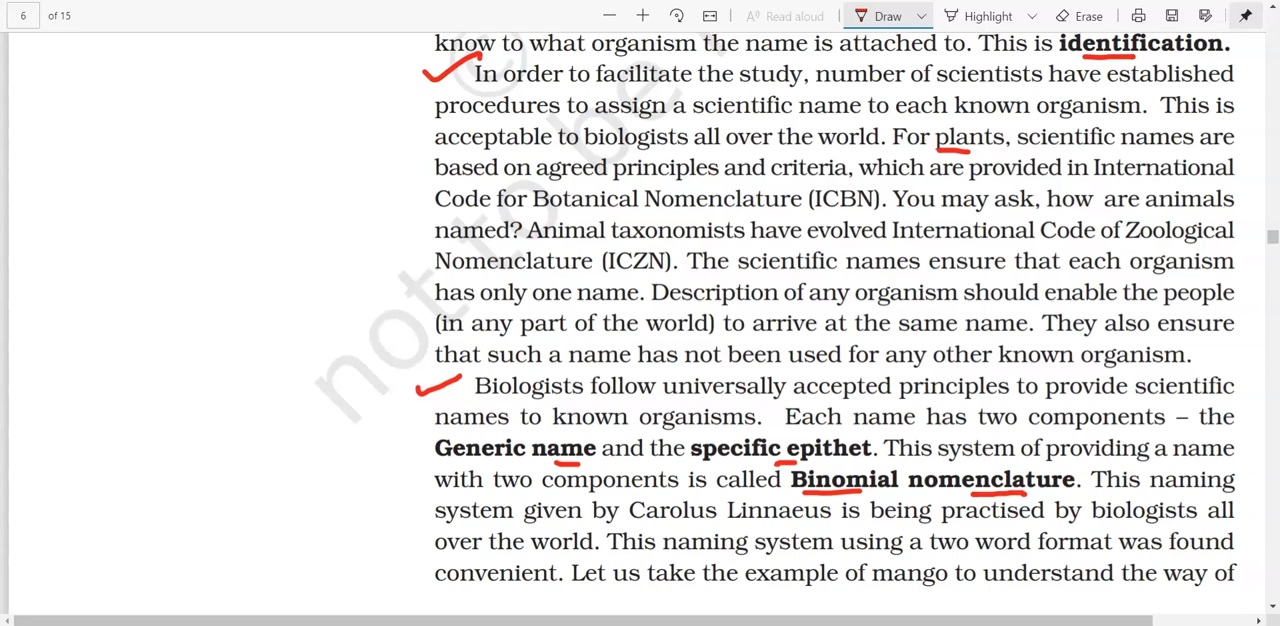 6 of 15 Read aloud Draw Highlight Erase
know to what organism the name is attached to. This is identification.
In order to facilitate the study, number of scientists have established
procedures to assign a scientific name to each known organism. This is
acceptable to biologists all over the world. For plants, scientific names are
based on agreed principles and criteria, which are provided in International
Code for Botanical Nomenclature (ICBN). You may ask, how are animals
named? Animal taxonomists have evolved International Code of Zoological
Nomenclature (ICZN). The scientific names ensure that each organism
has only one name. Description of any organism should enable the people
(in any part of the world) to arrive at the same name. They also ensure
that such a name has not been used for any other known organism.
Biologists follow universally accepted principles to provide scientific
names to known organisms. Each name has two components – the
Generic name and the specific epithet. This system of providing a name
with two components is called Binomial nomenclature. This naming
system given by Carolus Linnaeus is being practised by biologists all
over the world. This naming system using a two word format was found
convenient. Let us take the example of mango to understand the way of
© not to be